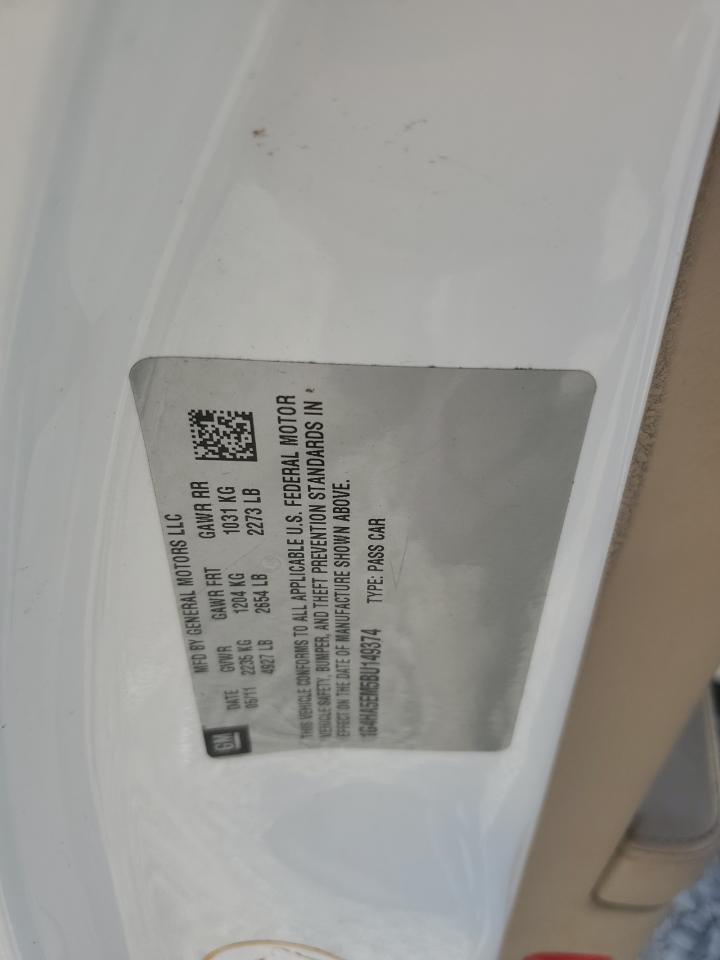 GM
MFD BY GENERAL MOTORS LLC
DATE GVWR GAWR FRT GAWR RR
05/11 2235 KG 1204 KG 1031 KG
4927 LB 2654 LB 2273 LB
THIS VEHICLE CONFORMS TO ALL APPLICABLE U.S. FEDERAL MOTOR
VEHICLE SAFETY, BUMPER, AND THEFT PREVENTION STANDARDS IN
EFFECT ON THE DATE OF MANUFACTURE SHOWN ABOVE.
1G4HA5EM5BU149374 TYPE: PASS CAR